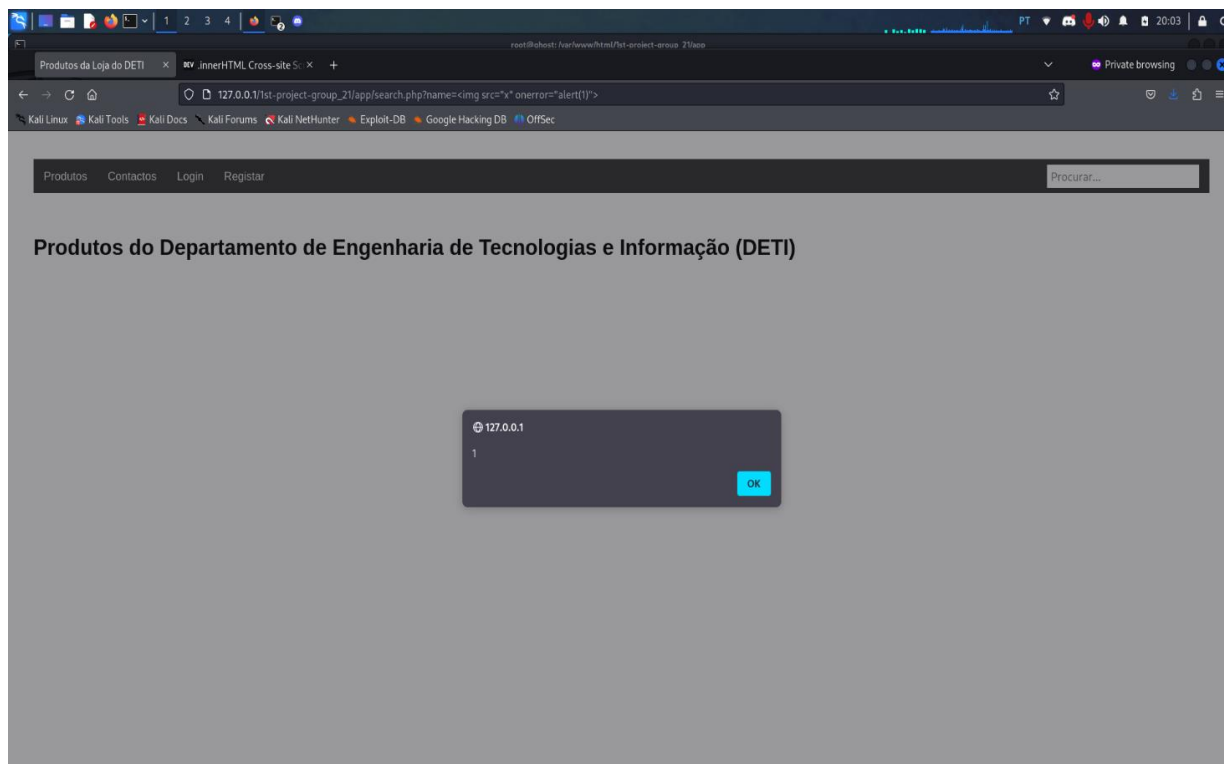 1 2 3 4 PT 20:03
root@ohost: /var/www/html/1st-project-group_21/app
Produtos da Loja do DETI × DEV .innerHTML Cross-site Sc × + Private browsing
127.0.0.1/1st-project-group_21/app/search.php?name=<img src="x" onerror="alert(1)">
Kali Linux Kali Tools Kali Docs Kali Forums Kali NetHunter Exploit-DB Google Hacking DB OffSec
Produtos Contactos Login Registar Procurar...
Produtos do Departamento de Engenharia de Tecnologias e Informação (DETI)
127.0.0.1
1
OK